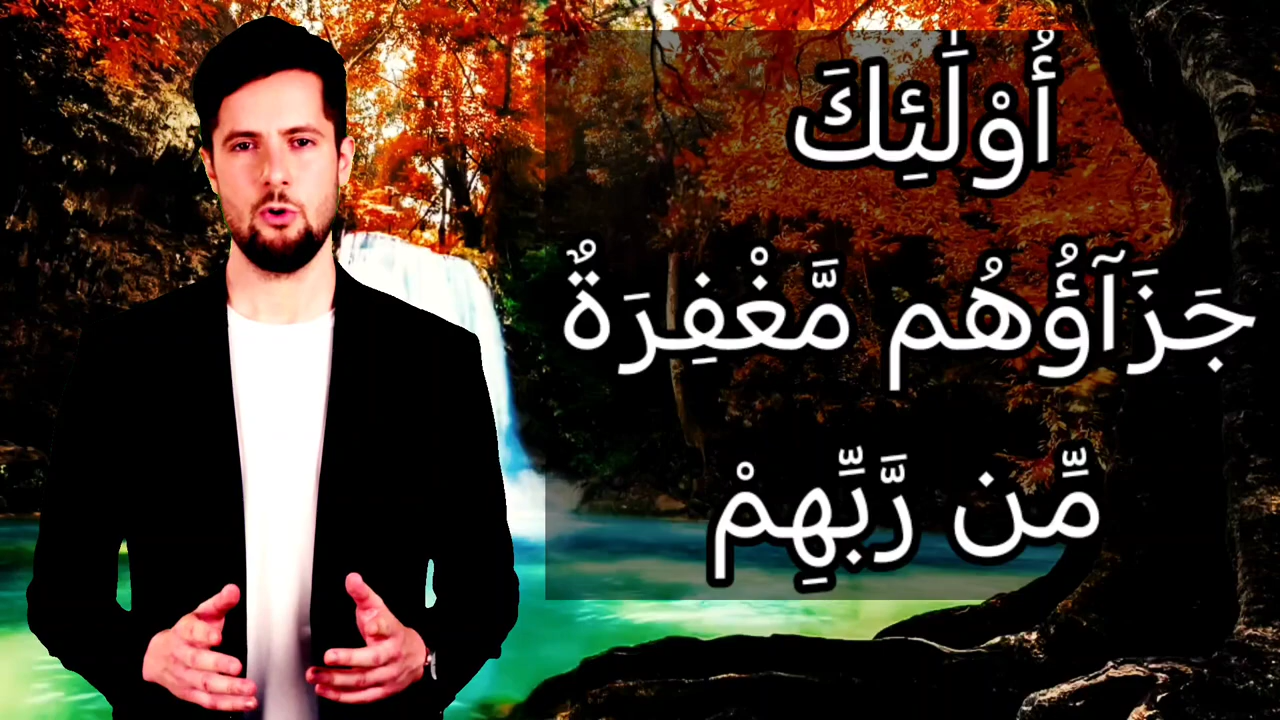 أُوْلَٰٓئِكَ
جَزَآؤُهُم مَّغْفِرَةٌ
مِّن رَّبِّهِمْ